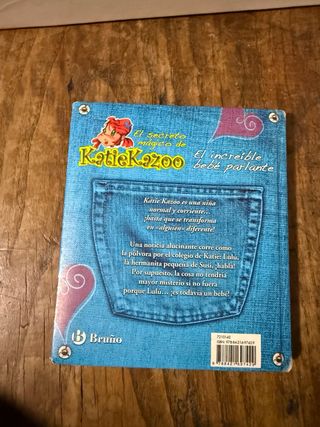 El secreto
mágico de
KatieKazoo
El increíble
bebé parlante
Katie Kazoo es una niña
normal y corriente...
¡hasta que se transforma
en «alguien» diferente!
Una noticia alucinante corre como
la pólvora por el colegio de Katie: Lulú,
la hermanita pequeña de Susi, ¡habla!
Por supuesto, la cosa no tendría
mayor misterio si no fuera
porque Lulú... ¡es todavía un bebé!
Bruño